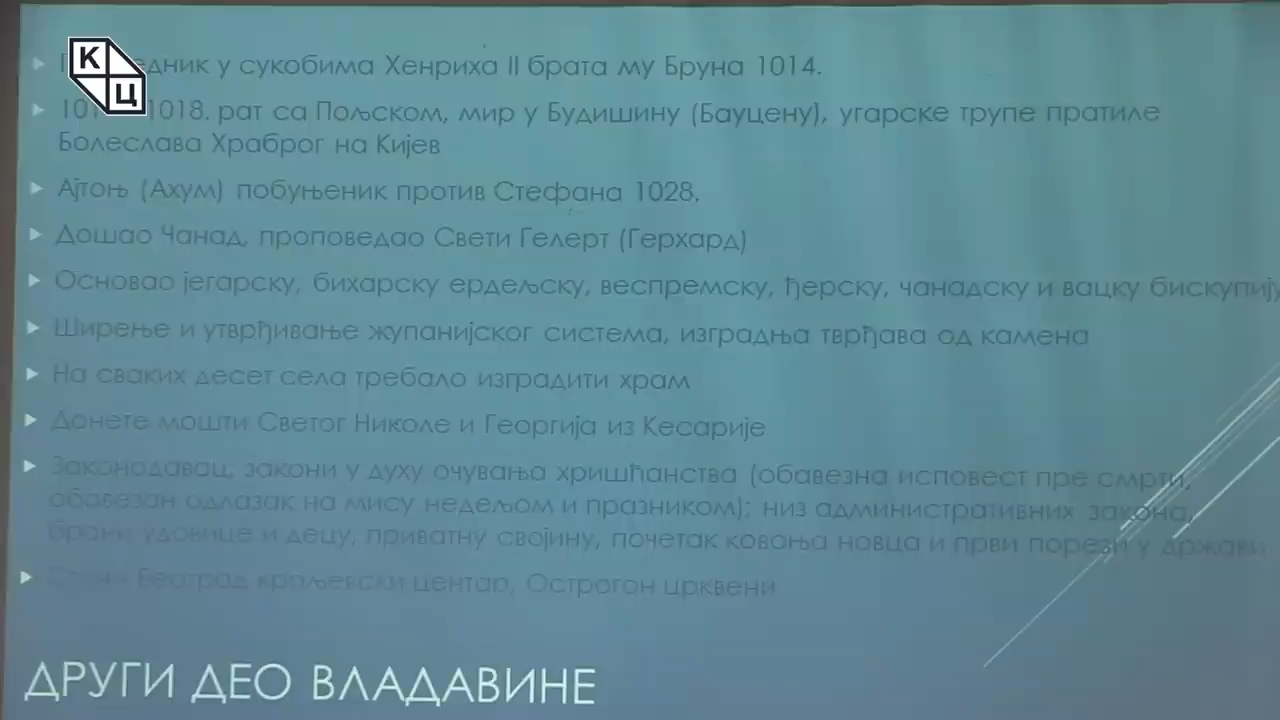 К
Ц
у сукобима Хенриха II брата му Бруна 1014.
1018. рат са Пољском, мир у Будишину (Бауцену), угарске трупе пратиле
Болеслава Храброг на Кијев
Ајтоњ (Ахум) побуњеник против Стефана 1028.
Дошао Чанад, проповедао Свети Гелерт (Герхард)
Основао јегарску, бихарску ердељску, веспремску, ђерску, чанадску и вацку бискупију
Ширење и утврђивање жупанијског система, изградња тврђава од камена
На сваких десет села требало изградити храм
Донете мошти Светог Николе и Георгија из Кесарије
Законодавац, закони у духу очувања хришћанства (обавезна исповест пре смрти,
обавезан одлазак на мису недељом и празником); низ административних закона,
брани удовице и децу, приватну својину, почетак ковања новца и први порези у држави
Београд краљевски центар, Острогон црквени
ДРУГИ ДЕО ВЛАДАВИНЕ